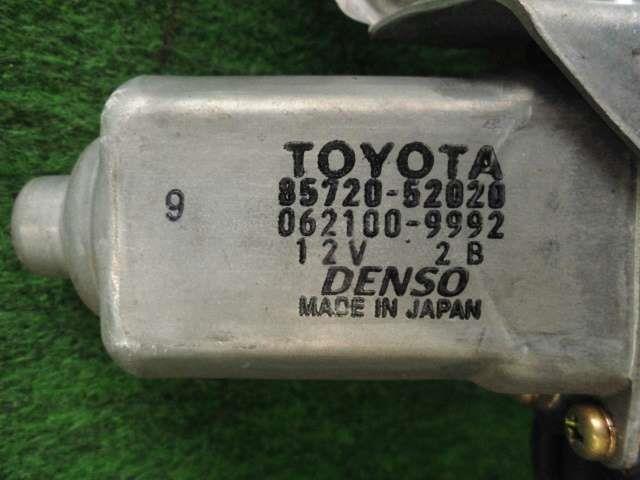 TOYOTA
85720-52020
9
062100-9992
12V 2B
DENSO
MADE IN JAPAN